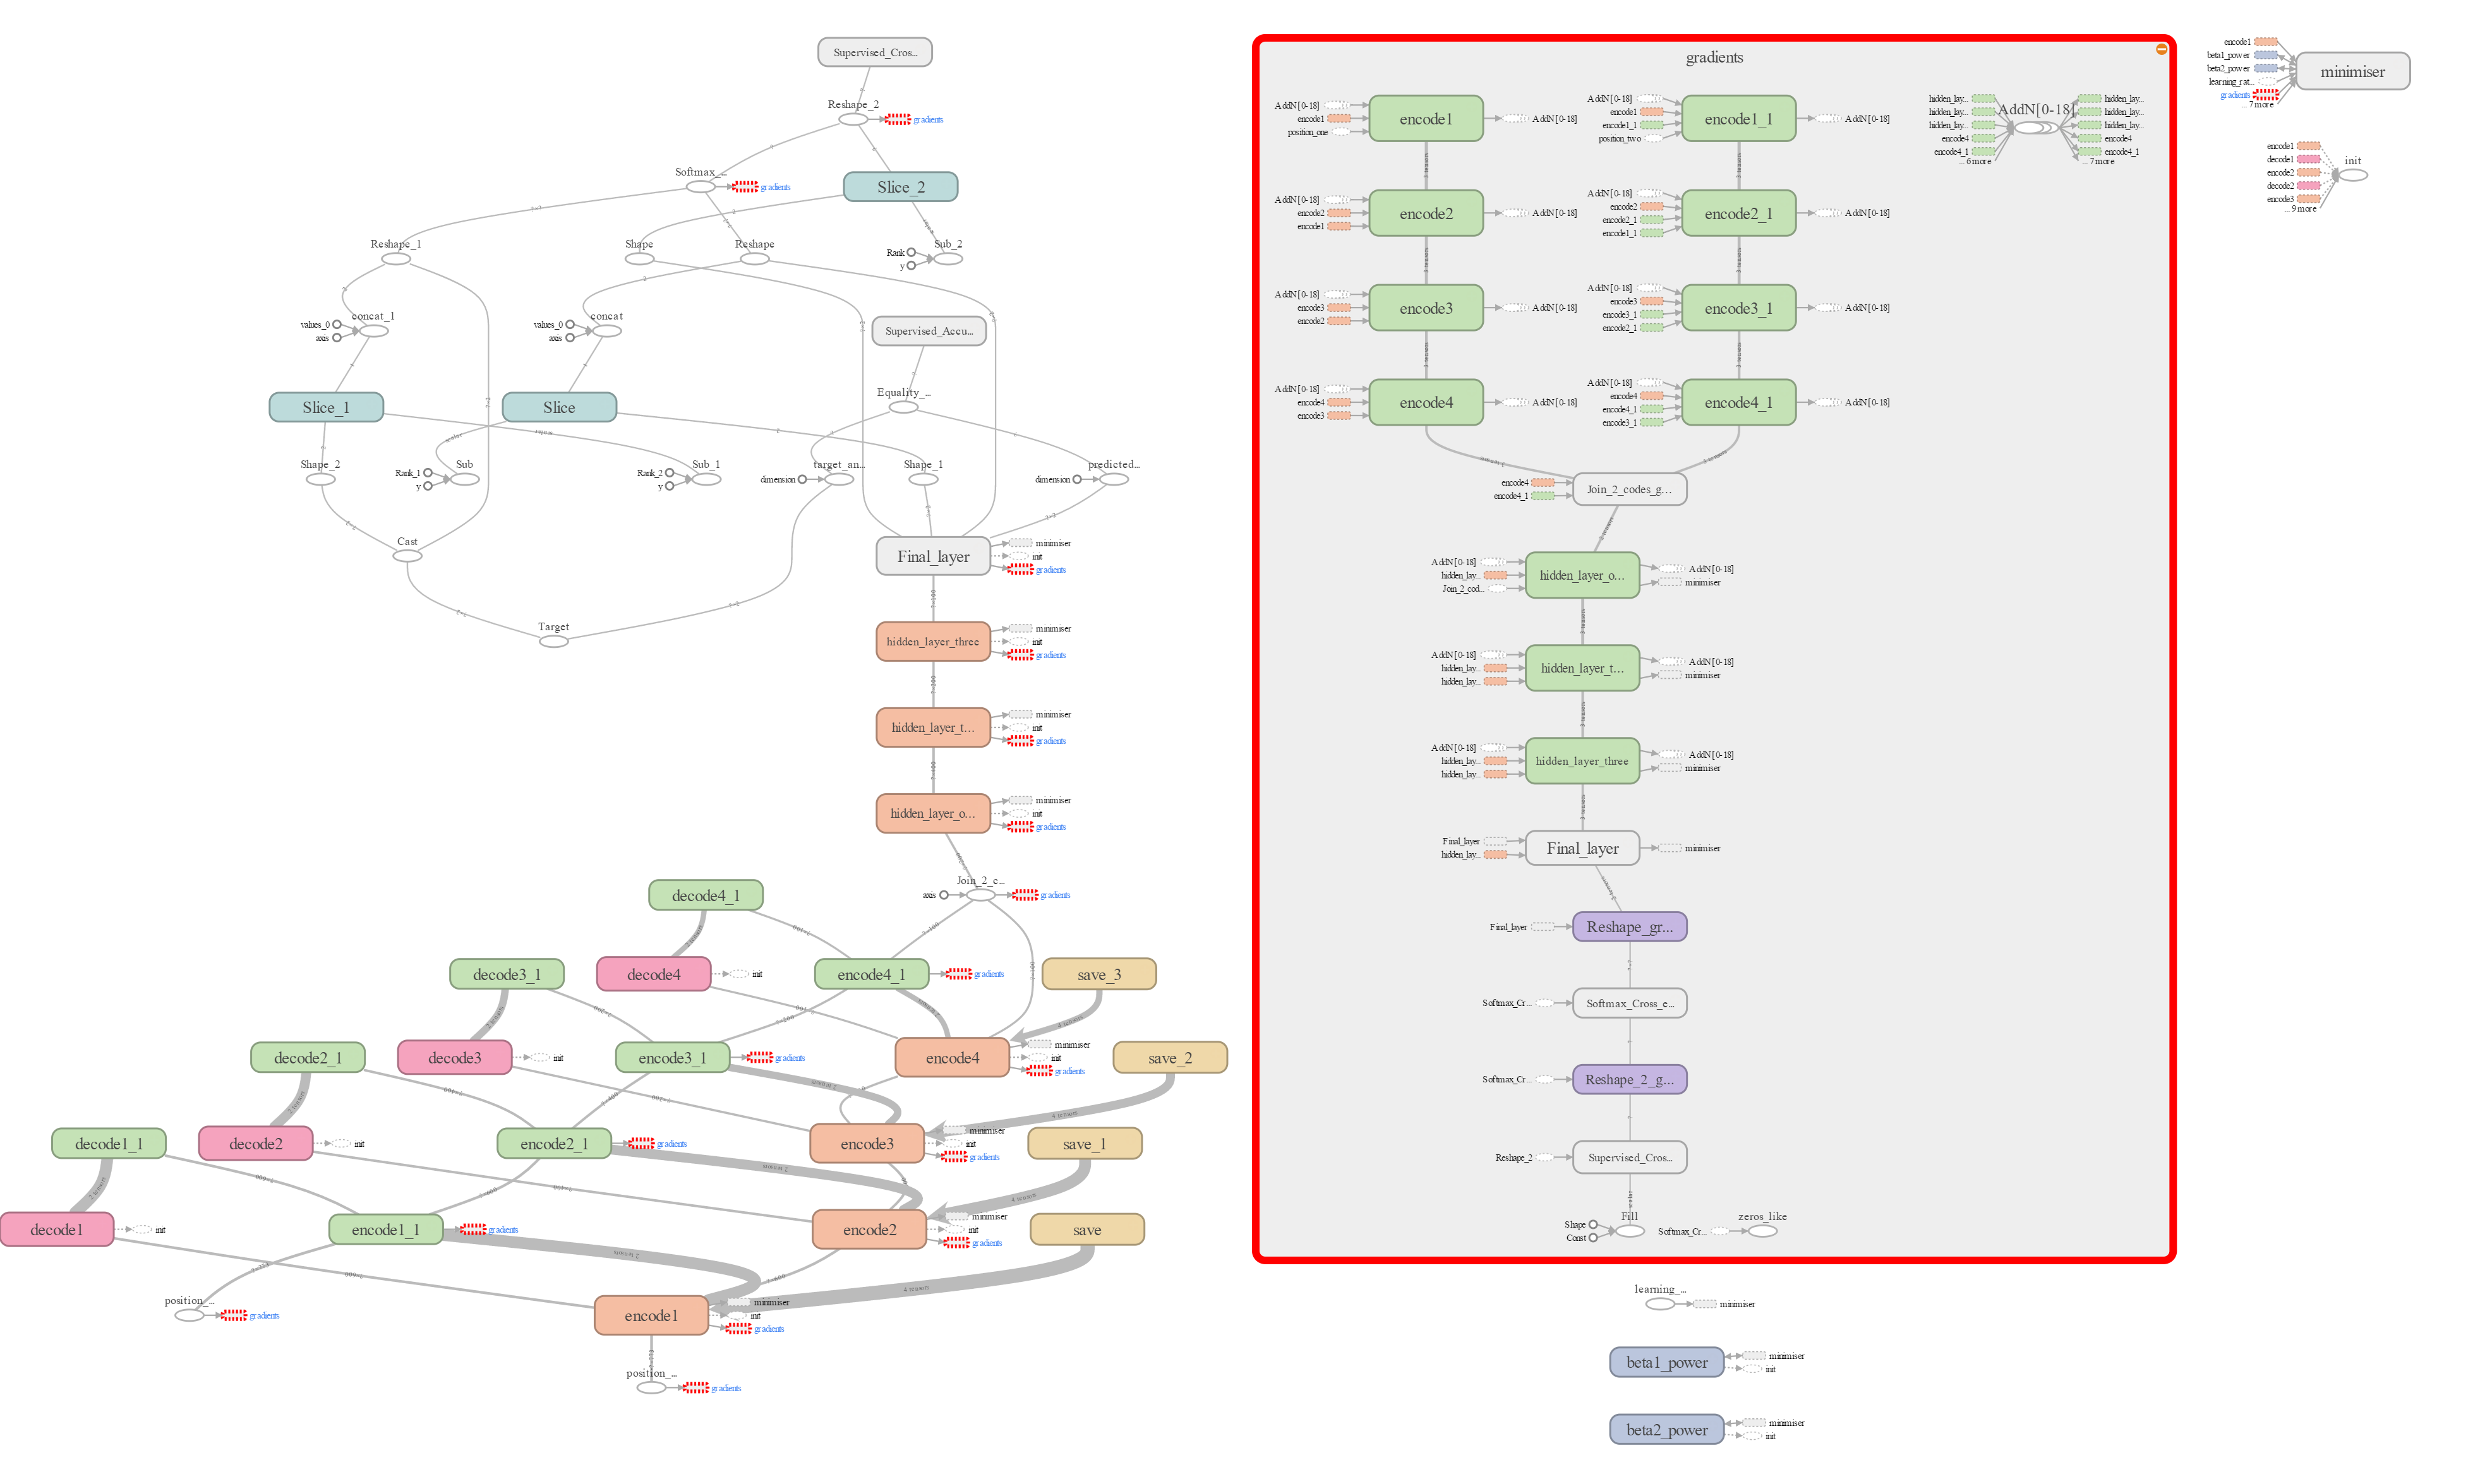 Supervised_Cros...
Reshape_2
gradients
Softmax_...
gradients
Slice_2
Reshape_1
Shape
Reshape
Sub_2
Rank
y
values_0
concat_1
axis
values_0
concat
axis
Supervised_Accu...
Slice_1
Slice
Equality_...
Shape_2
Rank_1
Sub
y
Rank_2
Sub_1
y
target_an...
dimension
Shape_1
predicted...
dimension
Cast
Final_layer
minimiser
init
gradients
Target
hidden_layer_three
minimiser
init
gradients
hidden_layer_t...
minimiser
init
gradients
hidden_layer_o...
minimiser
init
gradients
Join_2_c...
axis
gradients
decode4_1
decode3_1
decode4
init
encode4_1
gradients
save_3
decode2_1
decode3
init
encode3_1
gradients
encode4
minimiser
init
gradients
save_2
decode1_1
decode2
init
encode2_1
gradients
encode3
minimiser
init
gradients
save_1
decode1
init
encode1_1
gradients
encode2
minimiser
init
gradients
save
position_...
gradients
encode1
minimiser
init
gradients
position_...
gradients
gradients
AddN[0-18]
encode1
position_one
encode1
AddN[0-18]
AddN[0-18]
encode1
encode1_1
position_two
encode1_1
AddN[0-18]
hidden_lay...
hidden_lay...
hidden_lay...
encode4
encode4_1
... 6 more
AddN[0-18]
hidden_lay...
hidden_lay...
hidden_lay...
encode4
encode4_1
... 7 more
AddN[0-18]
encode2
encode1
encode2
AddN[0-18]
AddN[0-18]
encode2
encode2_1
encode1_1
encode2_1
AddN[0-18]
AddN[0-18]
encode3
encode2
encode3
AddN[0-18]
AddN[0-18]
encode3
encode3_1
encode2_1
encode3_1
AddN[0-18]
AddN[0-18]
encode4
encode3
encode4
AddN[0-18]
AddN[0-18]
encode4
encode4_1
encode3_1
encode4_1
AddN[0-18]
encode4
encode4_1
Join_2_codes_g...
AddN[0-18]
hidden_lay...
Join_2_cod...
hidden_layer_o...
AddN[0-18]
minimiser
AddN[0-18]
hidden_lay...
hidden_lay...
hidden_layer_t...
AddN[0-18]
minimiser
AddN[0-18]
hidden_lay...
hidden_lay...
hidden_layer_three
AddN[0-18]
minimiser
Final_layer
hidden_lay...
Final_layer
minimiser
Final_layer
Reshape_gr...
Softmax_Cr...
Softmax_Cross_e...
Softmax_Cr...
Reshape_2_g...
Reshape_2
Supervised_Cros...
Shape
Const
Fill
Softmax_Cr...
zeros_like
encode1
beta1_power
beta2_power
learning_rat...
gradients
... 7 more
minimiser
encode1
decode1
encode2
decode2
encode3
... 9 more
init
learning_...
minimiser
beta1_power
minimiser
init
beta2_power
minimiser
init